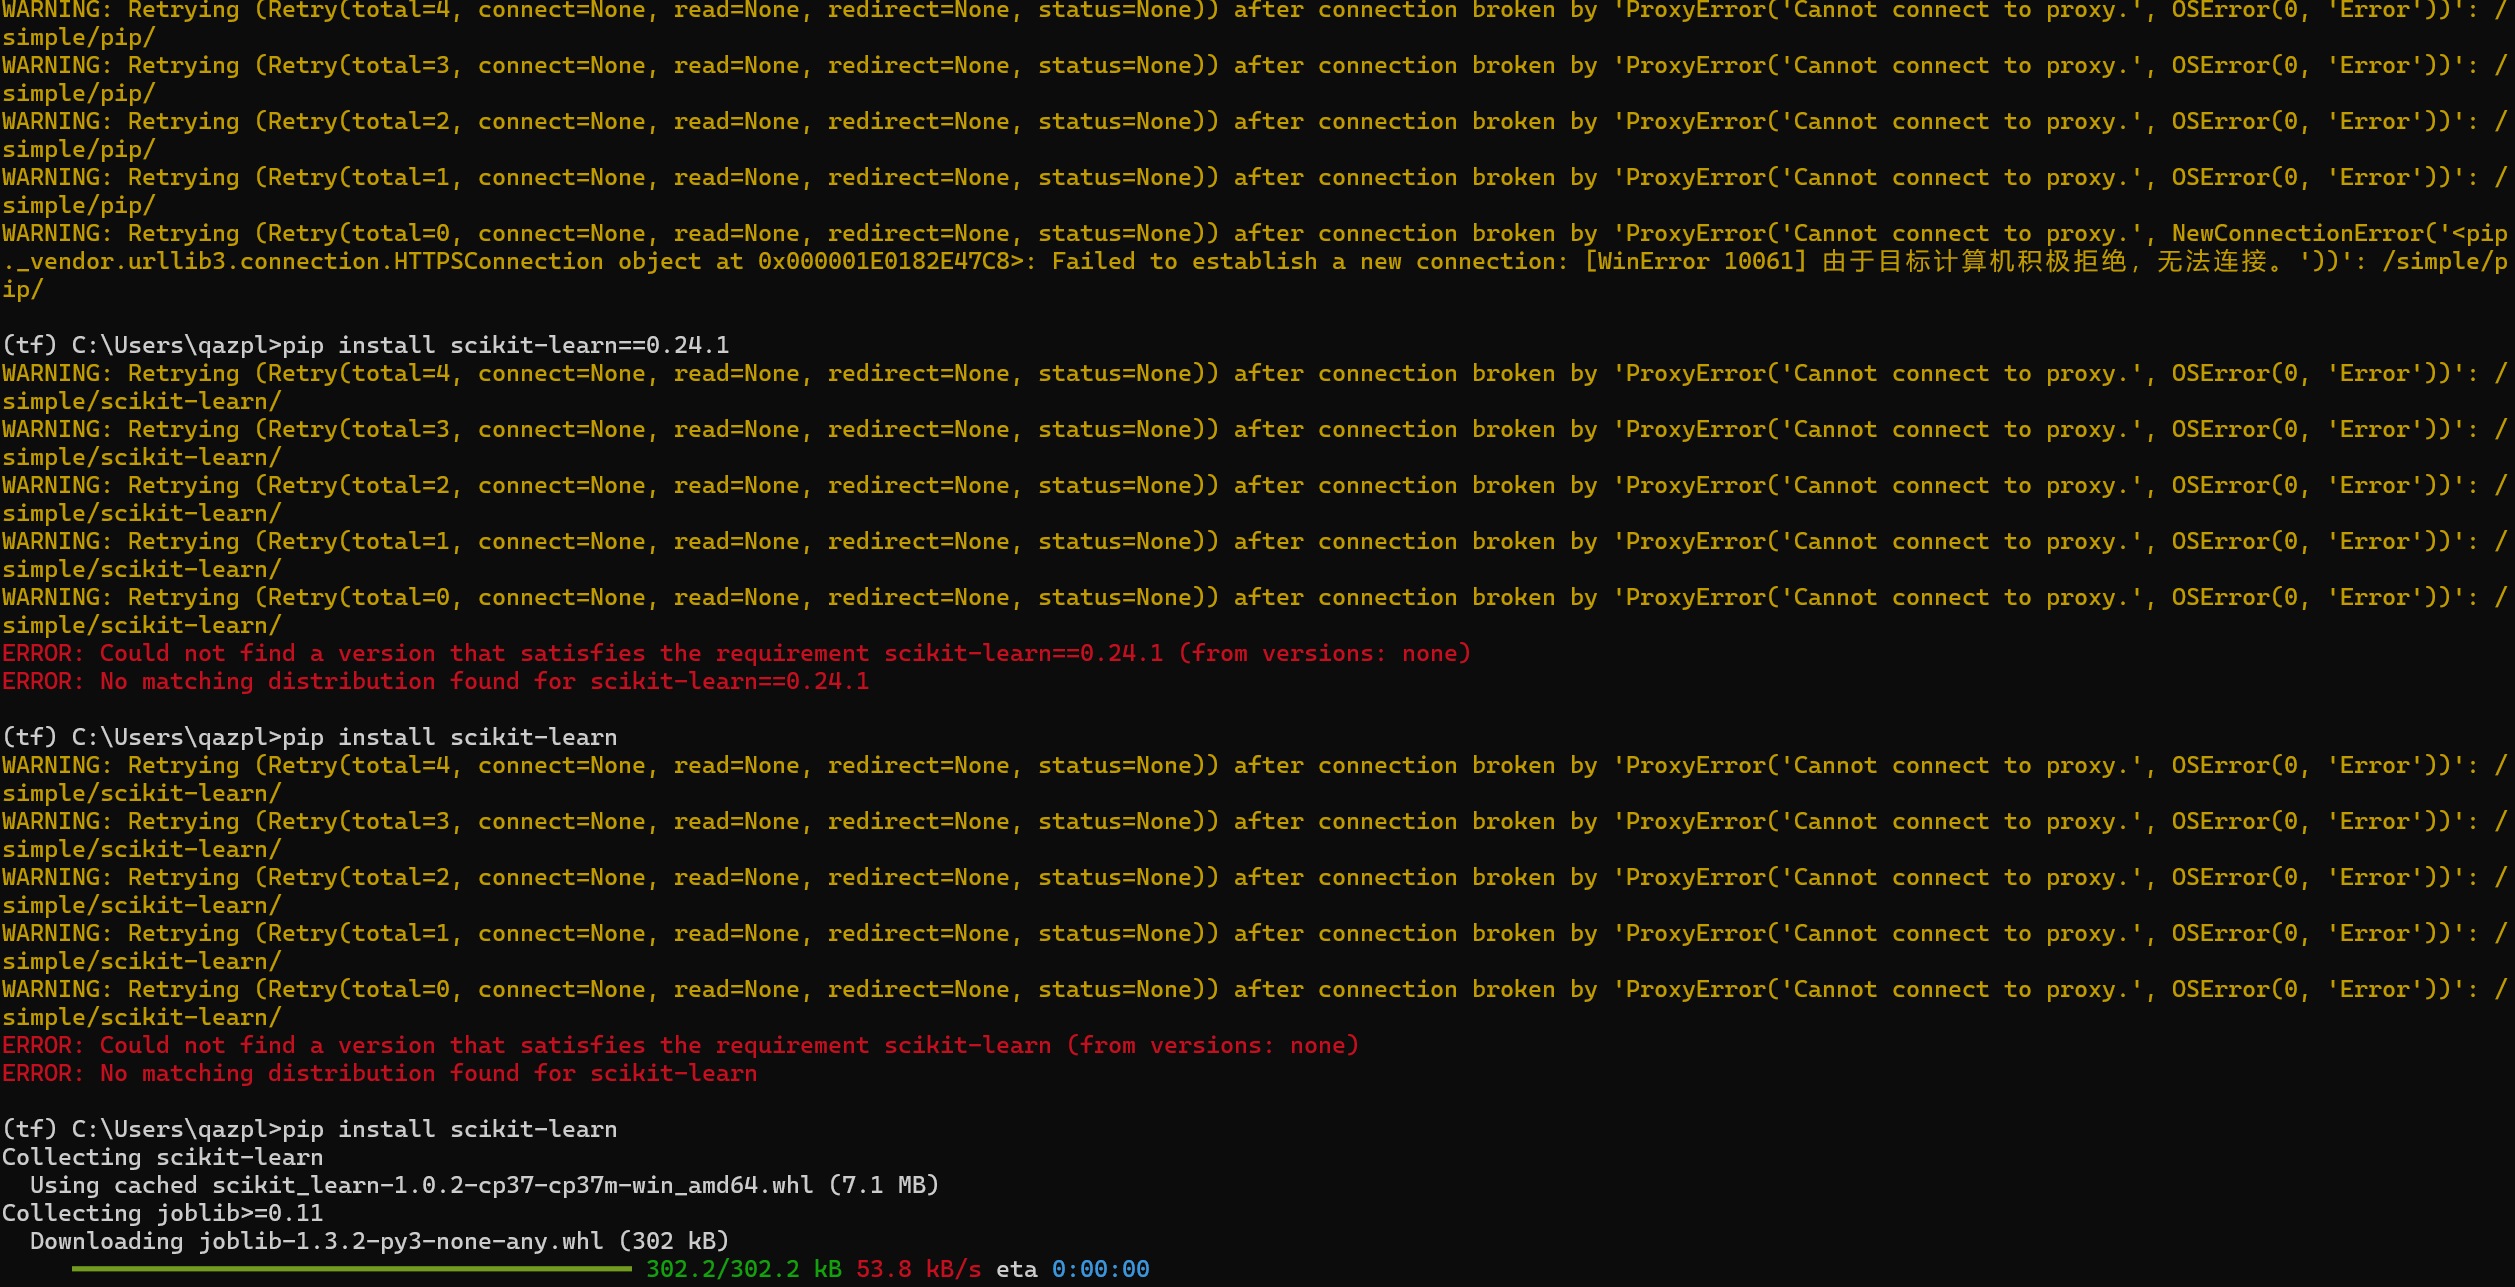 WARNING: Retrying (Retry(total=4, connect=None, read=None, redirect=None, status=None)) after connection broken by 'ProxyError('Cannot connect to proxy.', OSError(0, 'Error'))': /
simple/pip/
WARNING: Retrying (Retry(total=3, connect=None, read=None, redirect=None, status=None)) after connection broken by 'ProxyError('Cannot connect to proxy.', OSError(0, 'Error'))': /
simple/pip/
WARNING: Retrying (Retry(total=2, connect=None, read=None, redirect=None, status=None)) after connection broken by 'ProxyError('Cannot connect to proxy.', OSError(0, 'Error'))': /
simple/pip/
WARNING: Retrying (Retry(total=1, connect=None, read=None, redirect=None, status=None)) after connection broken by 'ProxyError('Cannot connect to proxy.', OSError(0, 'Error'))': /
simple/pip/
WARNING: Retrying (Retry(total=0, connect=None, read=None, redirect=None, status=None)) after connection broken by 'ProxyError('Cannot connect to proxy.', NewConnectionError('<pip
._vendor.urllib3.connection.HTTPSConnection object at 0x000001E0182E47C8>: Failed to establish a new connection: [WinError 10061] 由于目标计算机积极拒绝，无法连接。'))': /simple/p
ip/
(tf) C:\Users\qazpl>pip install scikit-learn==0.24.1
WARNING: Retrying (Retry(total=4, connect=None, read=None, redirect=None, status=None)) after connection broken by 'ProxyError('Cannot connect to proxy.', OSError(0, 'Error'))': /
simple/scikit-learn/
WARNING: Retrying (Retry(total=3, connect=None, read=None, redirect=None, status=None)) after connection broken by 'ProxyError('Cannot connect to proxy.', OSError(0, 'Error'))': /
simple/scikit-learn/
WARNING: Retrying (Retry(total=2, connect=None, read=None, redirect=None, status=None)) after connection broken by 'ProxyError('Cannot connect to proxy.', OSError(0, 'Error'))': /
simple/scikit-learn/
WARNING: Retrying (Retry(total=1, connect=None, read=None, redirect=None, status=None)) after connection broken by 'ProxyError('Cannot connect to proxy.', OSError(0, 'Error'))': /
simple/scikit-learn/
WARNING: Retrying (Retry(total=0, connect=None, read=None, redirect=None, status=None)) after connection broken by 'ProxyError('Cannot connect to proxy.', OSError(0, 'Error'))': /
simple/scikit-learn/
ERROR: Could not find a version that satisfies the requirement scikit-learn==0.24.1 (from versions: none)
ERROR: No matching distribution found for scikit-learn==0.24.1
(tf) C:\Users\qazpl>pip install scikit-learn
WARNING: Retrying (Retry(total=4, connect=None, read=None, redirect=None, status=None)) after connection broken by 'ProxyError('Cannot connect to proxy.', OSError(0, 'Error'))': /
simple/scikit-learn/
WARNING: Retrying (Retry(total=3, connect=None, read=None, redirect=None, status=None)) after connection broken by 'ProxyError('Cannot connect to proxy.', OSError(0, 'Error'))': /
simple/scikit-learn/
WARNING: Retrying (Retry(total=2, connect=None, read=None, redirect=None, status=None)) after connection broken by 'ProxyError('Cannot connect to proxy.', OSError(0, 'Error'))': /
simple/scikit-learn/
WARNING: Retrying (Retry(total=1, connect=None, read=None, redirect=None, status=None)) after connection broken by 'ProxyError('Cannot connect to proxy.', OSError(0, 'Error'))': /
simple/scikit-learn/
WARNING: Retrying (Retry(total=0, connect=None, read=None, redirect=None, status=None)) after connection broken by 'ProxyError('Cannot connect to proxy.', OSError(0, 'Error'))': /
simple/scikit-learn/
ERROR: Could not find a version that satisfies the requirement scikit-learn (from versions: none)
ERROR: No matching distribution found for scikit-learn
(tf) C:\Users\qazpl>pip install scikit-learn
Collecting scikit-learn
  Using cached scikit_learn-1.0.2-cp37-cp37m-win_amd64.whl (7.1 MB)
Collecting joblib>=0.11
  Downloading joblib-1.3.2-py3-none-any.whl (302 kB)
302.2/302.2 kB 53.8 kB/s eta 0:00:00